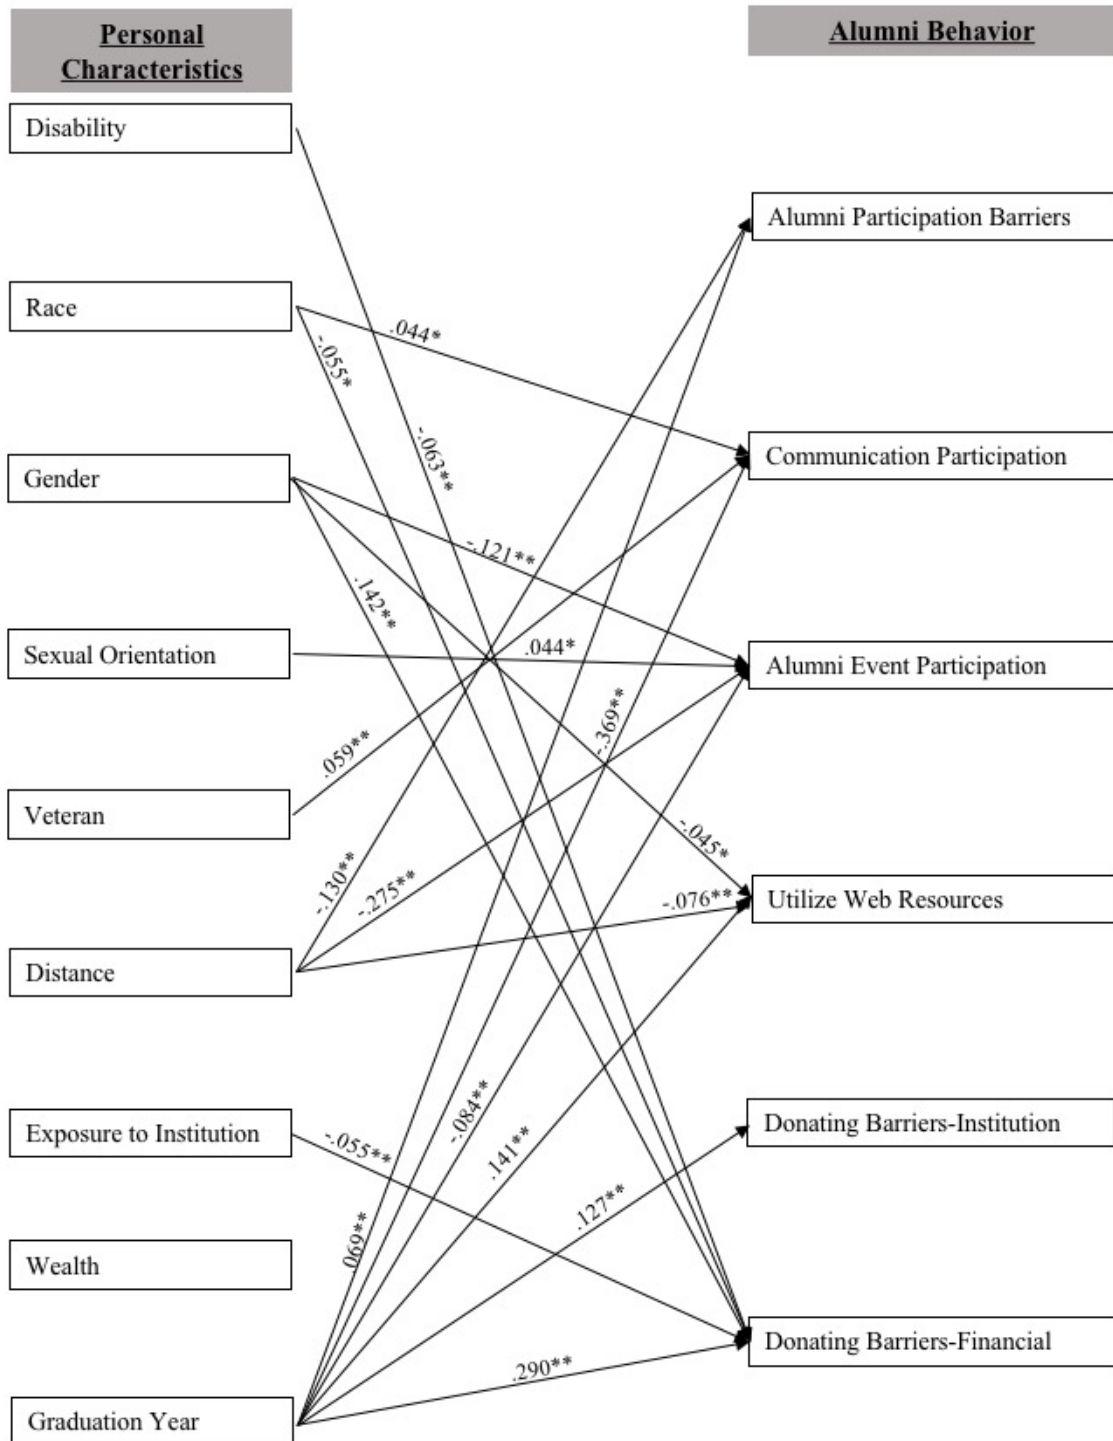 Personal
Characteristics
Alumni Behavior
Disability
Alumni Participation Barriers
Race
.044*
-.055*
-.063**
Communication Participation
Gender
-.121**
.142**
Sexual Orientation
.044*
Alumni Event Participation
-.369**
.059**
Veteran
-.045*
-.130**
-.275**
-.076**
Utilize Web Resources
Distance
-.084**
Exposure to Institution
-.055**
.141**
Donating Barriers-Institution
.127**
.069**
Wealth
Donating Barriers-Financial
.290**
Graduation Year